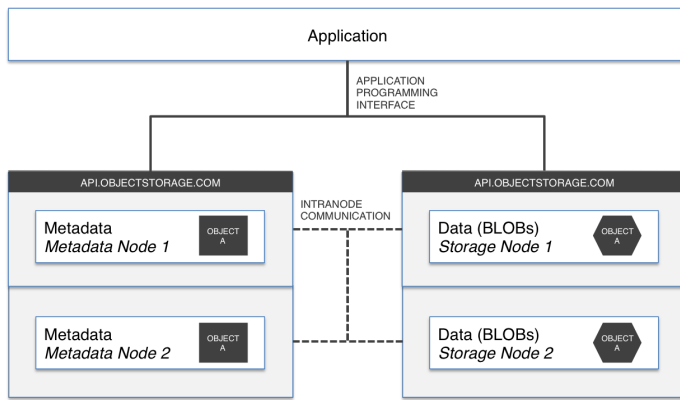 Application
APPLICATION
PROGRAMMING
INTERFACE
API.OBJECTSTORAGE.COM
API.OBJECTSTORAGE.COM
INTRANODE
COMMUNICATION
Metadata
Metadata Node 1
OBJECT
A
Data (BLOBs)
Storage Node 1
OBJECT
A
Metadata
Metadata Node 2
OBJECT
A
Data (BLOBs)
Storage Node 2
OBJECT
A